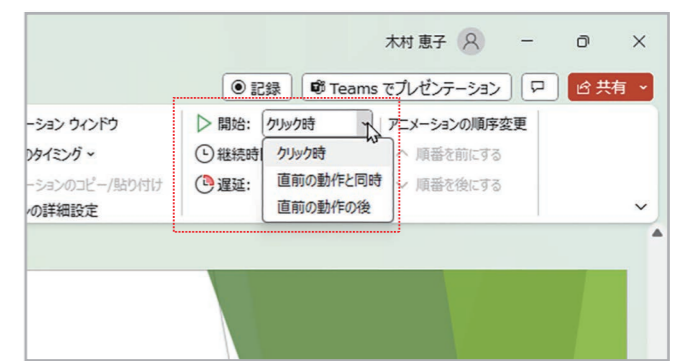 木村 恵子
記録
Teams でプレゼンテーション
共有
ーション ウィンドウ
開始:
クリック時
アニメーションの順序変更
のタイミング
継続時
クリック時
順番を前にする
ーションのコピー/貼り付け
遅延:
直前の動作と同時
順番を後にする
ンの詳細設定
直前の動作の後